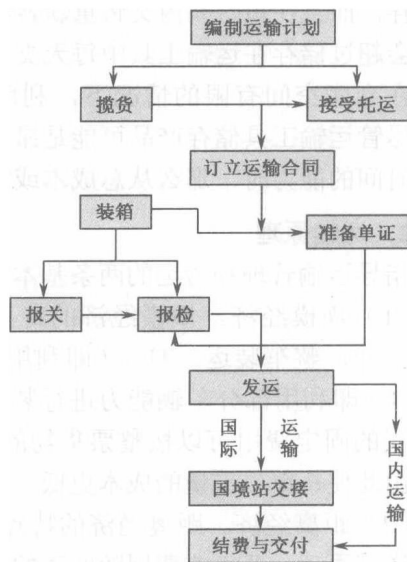 编制运输计划
揽货
接受托运
订立运输合同
装箱
准备单证
报关
报检
发运
国际
运输
国内运输
国境站交接
结费与交付